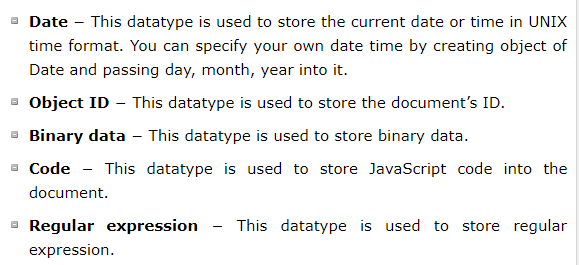 Date − This datatype is used to store the current date or time in UNIX
time format. You can specify your own date time by creating object of
Date and passing day, month, year into it.
Object ID − This datatype is used to store the document’s ID.
Binary data − This datatype is used to store binary data.
Code − This datatype is used to store JavaScript code into the
document.
Regular expression − This datatype is used to store regular
expression.